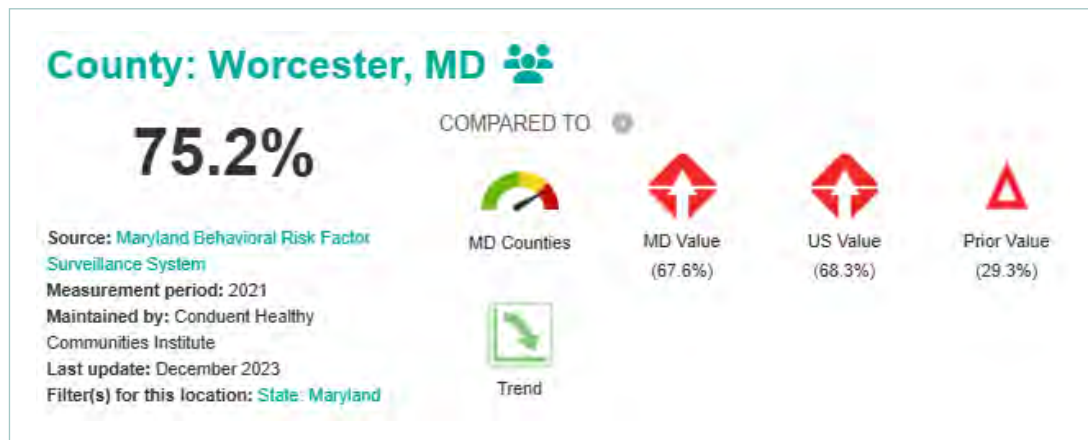 County: Worcester, MD
75.2%
Source: Maryland Behavioral Risk Factor
Surveillance System
Measurement period: 2021
Maintained by: Conduent Healthy
Communities Institute
Last update: December 2023
Filter(s) for this location: State: Maryland
COMPARED TO
MD Counties
MD Value
(67.6%)
US Value
(68.3%)
Prior Value
(29.3%)
Trend